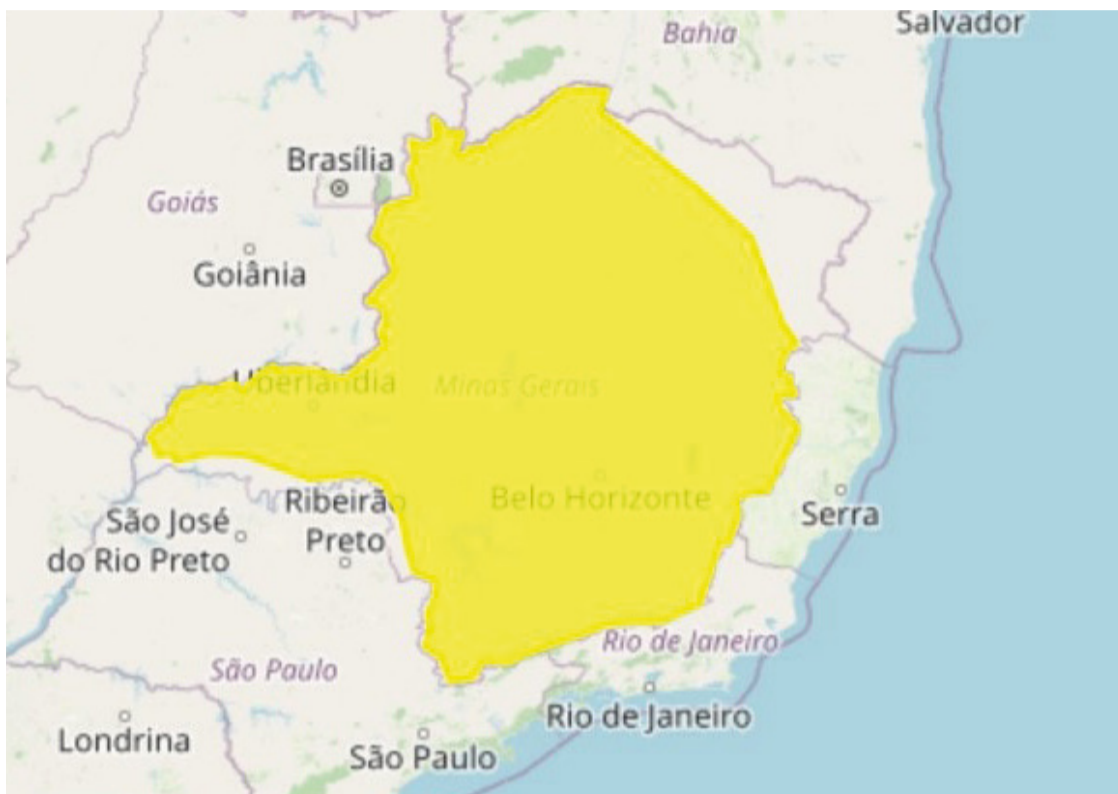 Salvador
Bahia
Brasília
Goiás
Goiânia
Uberlândia
Minas Gerais
Belo Horizonte
Ribeirão
Preto
São José
do Rio Preto
Serra
Rio de Janeiro
São Paulo
Rio de Janeiro
Londrina
São Paulo